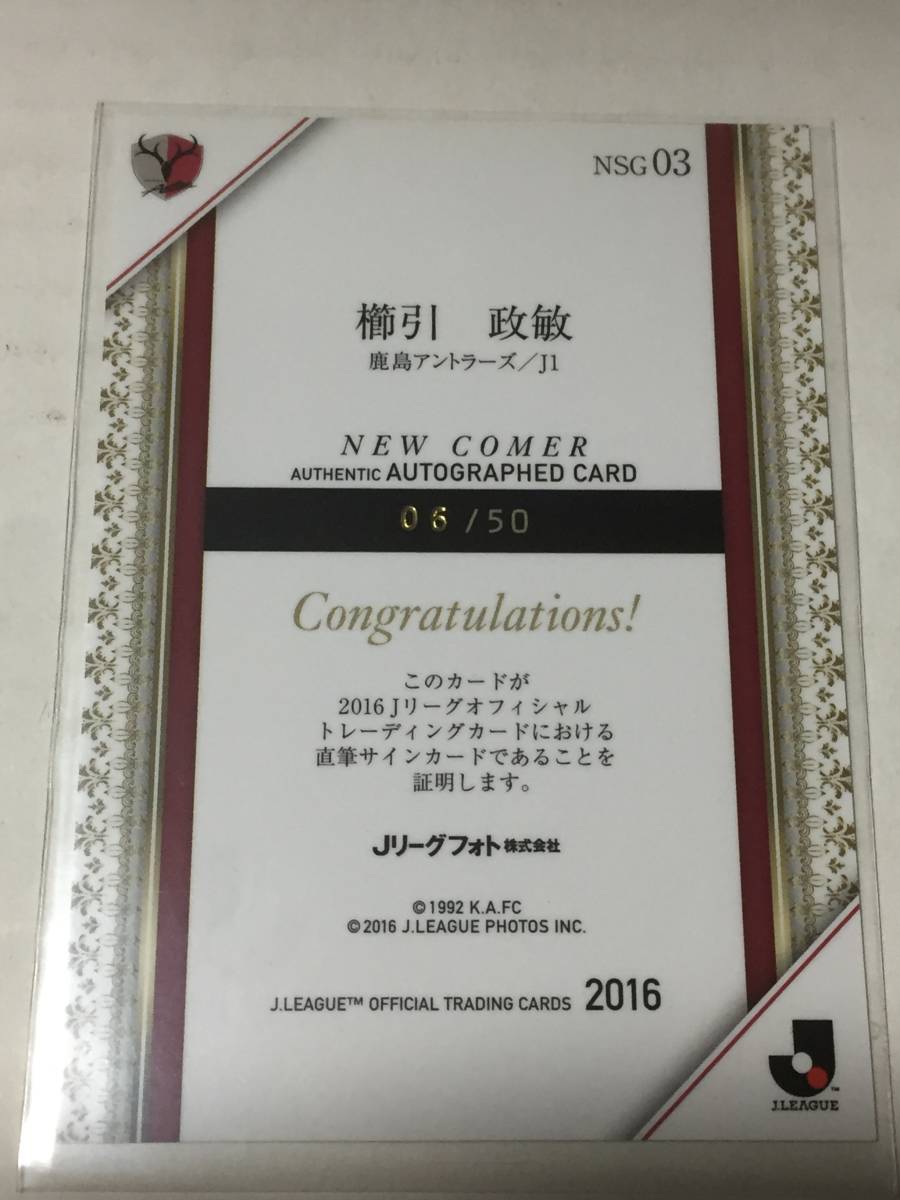 NSG 03
櫛引 政敏
鹿島アントラーズ/J1
NEW COMER
AUTHENTIC AUTOGRAPHED CARD
06/50
Congratulations!
このカードが
2016 Jリーグオフィシャル
トレーディングカードにおける
直筆サインカードであることを
証明します。
Jリーグフォト株式会社
©1992 K.A.FC
©2016 J.LEAGUE PHOTOS INC.
J.LEAGUE™ OFFICIAL TRADING CARDS 2016
J.LEAGUE